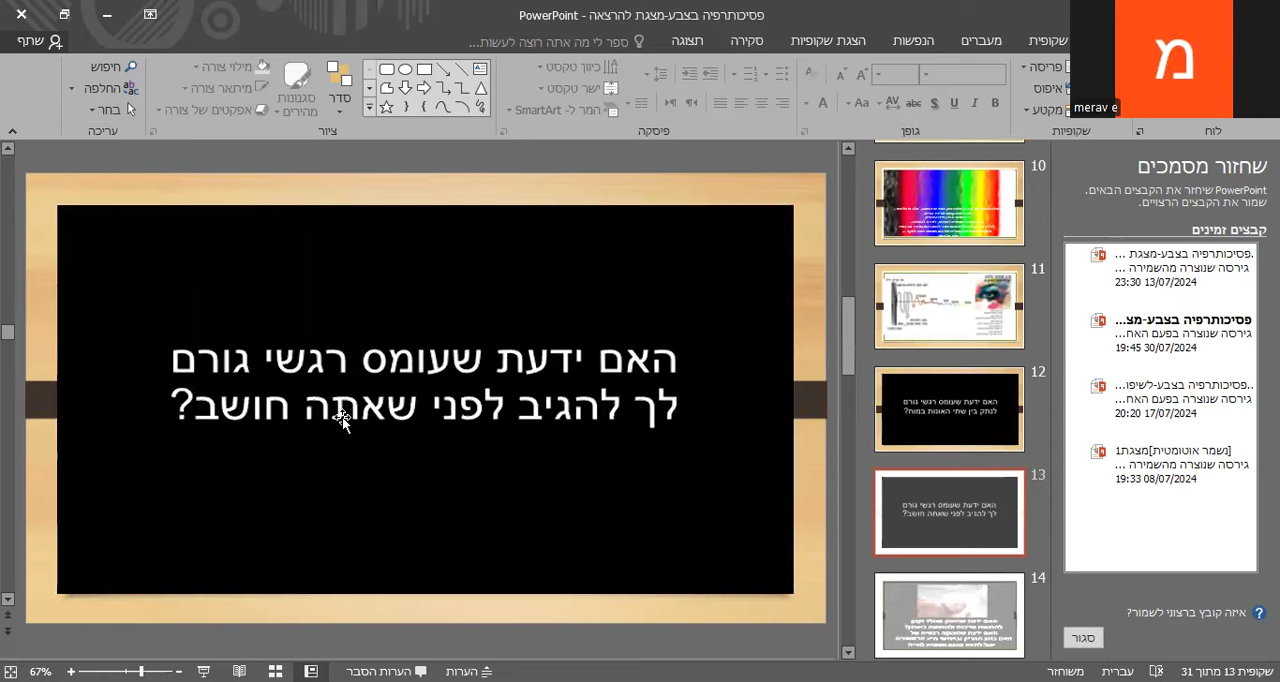 פסיכותרפיה בצבע-מצגת להרצאה - PowerPoint
שקופית
מעברים
הנפשות
הצגת שקופיות
סקירה
תצוגה
ספר לי מה אתה רוצה לעשות...
שתף
מ
merav e
פריסה
איפוס
מקטע
שקופיות
לוח
B I U S abc AV Aa A
גופן
כיוון טקסט
ישר טקסט
המר ל- SmartArt
פיסקה
סדר
סגנונות מהירים
מילוי צורה
מיתאר צורה
אפקטים של צורה
ציור
חיפוש
החלפה
בחר
עריכה
האם ידעת שעומס רגשי גורם
לך להגיב לפני שאתה חושב?
10
11
12
האם ידעת שעומס רגשי גורם
לנתק בין שתי האונות במוח?
13
האם ידעת שעומס רגשי גורם
לך להגיב לפני שאתה חושב?
14
שחזור מסמכים
PowerPoint שיחזר את הקבצים הבאים.
שמור את הקבצים הרצויים.
קבצים זמינים
פסיכותרפיה בצבע-מצגת ...
גירסה שנוצרה מהשמירה ...
13/07/2024 23:30
פסיכותרפיה בצבע-מצ...
גירסה שנוצרה בפעם האח...
30/07/2024 19:45
פסיכותרפיה בצבע-לשיפו...
גירסה שנוצרה בפעם האח...
17/07/2024 20:20
מצגת1[נשמר אוטומטית]
גירסה שנוצרה מהשמירה ...
08/07/2024 19:33
איזה קובץ ברצוני לשמור?
סגור
שקופית 13 מתוך 31
עברית
משוחזר
הערות
הערות הסבר
67%